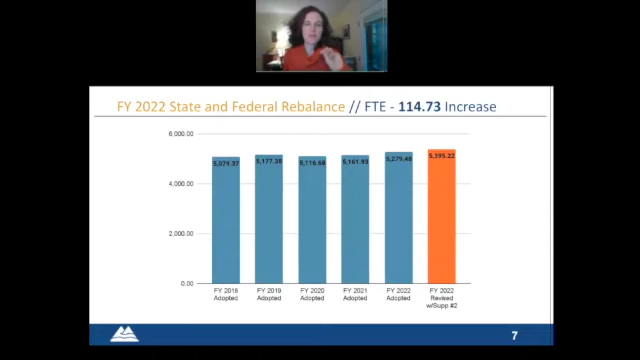 FY 2022 State and Federal Rebalance // FTE - 114.73 Increase
6,000.00
4,000.00
2,000.00
0.00
5,079.37
5,177.38
5,116.69
5,161.93
5,279.48
5,395.22
FY 2018
Adopted
FY 2019
Adopted
FY 2020
Adopted
FY 2021
Adopted
FY 2022
Adopted
FY 2022
Revised
w/Supp #2
7